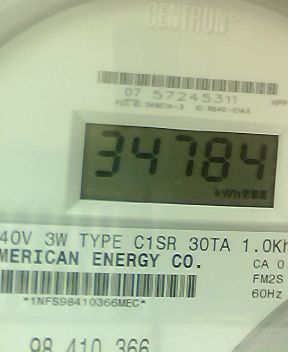 CENTRON®
07 57245311
34784
kWh
40V 3W TYPE C1SR 30TA 1.0Kh
MERICAN ENERGY CO.
CA 0
FM2S
60Hz
*1NFS98410366MEC*
98 410 366